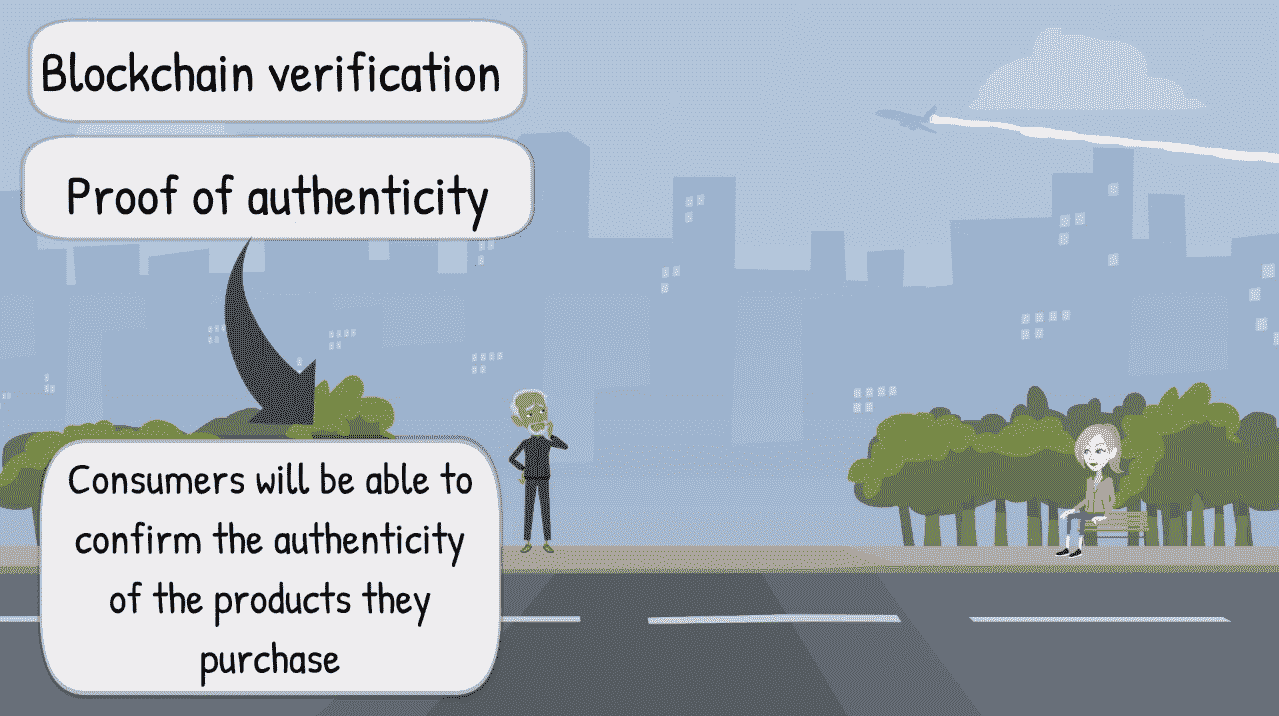 Blockchain verification
Proof of authenticity
Consumers will be able to
confirm the authenticity
of the products they
purchase